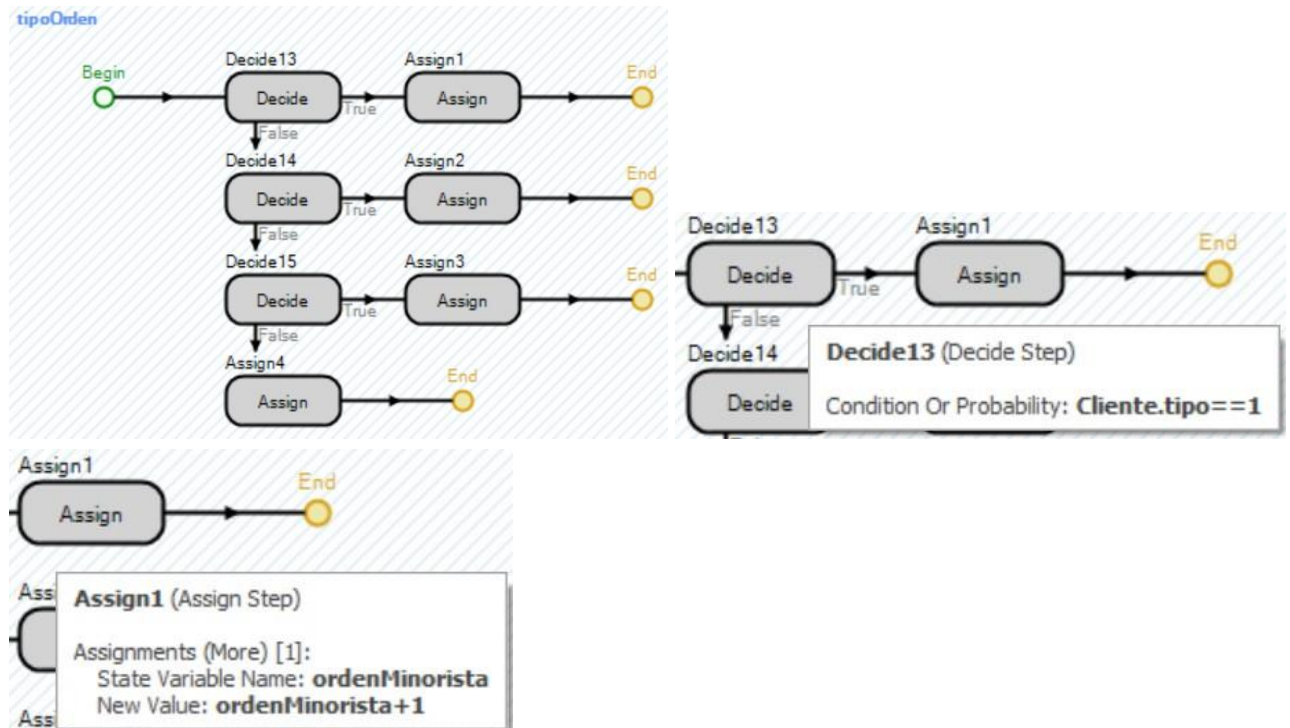 tipoOrden
Begin
Decide13
Decide
True
False
Assign1
Assign
End
Decide14
Decide
True
False
Assign2
Assign
End
Decide15
Decide
True
False
Assign3
Assign
End
Assign4
Assign
End
Decide13
Decide
True
False
Assign1
Assign
End
Decide14
Decide
Decide13 (Decide Step)
Condition Or Probability: Cliente.tipo==1
Assign1
Assign
End
Assign1 (Assign Step)
Assignments (More) [1]:
State Variable Name: ordenMinorista
New Value: ordenMinorista+1